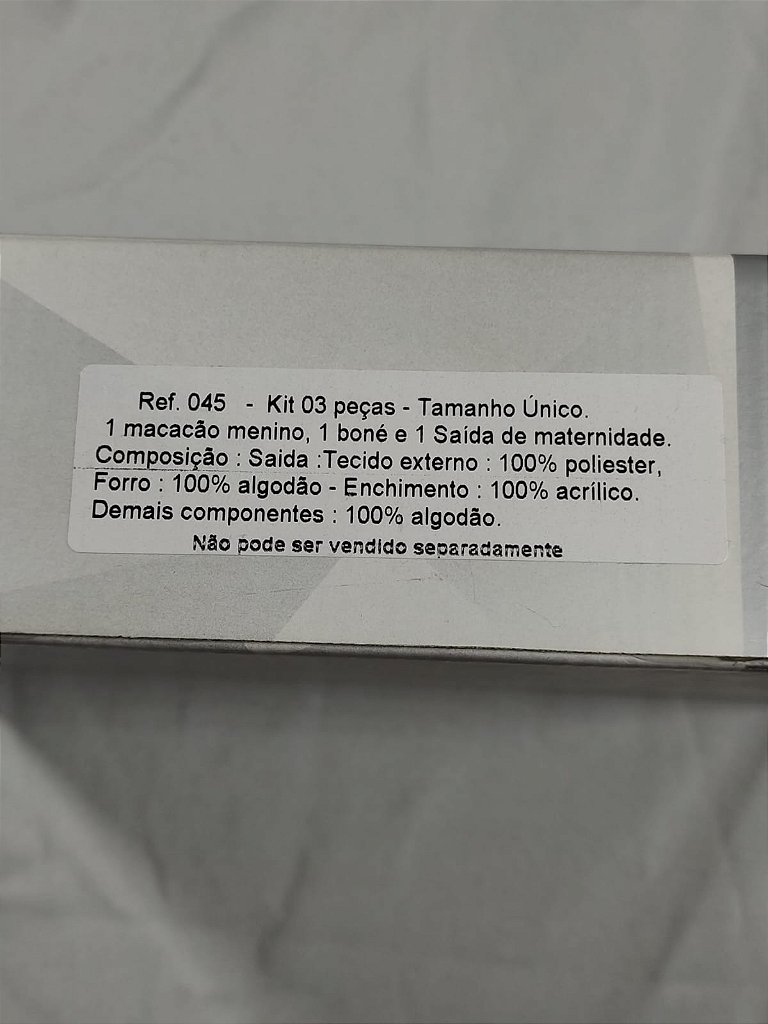 Ref. 045 - Kit 03 peças - Tamanho Único.
1 macacão menino, 1 boné e 1 Saída de maternidade.
Composição : Saida :Tecido externo : 100% poliester,
Forro : 100% algodão - Enchimento : 100% acrílico.
Demais componentes : 100% algodão.
Não pode ser vendido separadamente